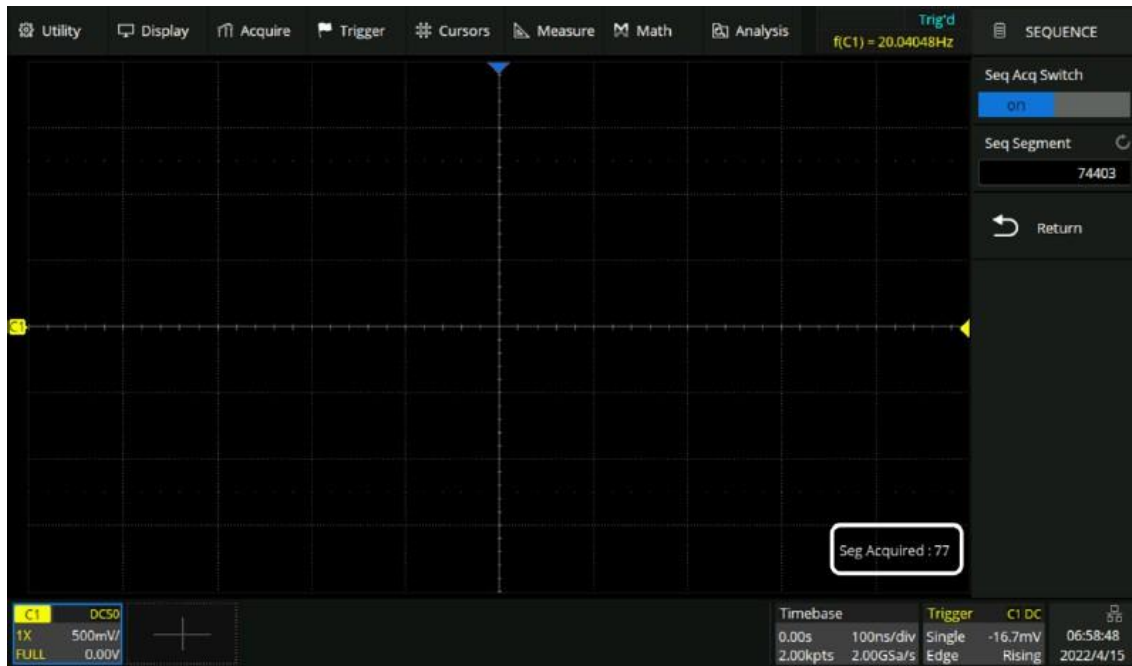 Utility Display Acquire Trigger Cursors Measure Math Analysis
Trig'd
f(C1) = 20.04048Hz
SEQUENCE
Seq Acq Switch
on
Seq Segment
74403
Return
C1
Seg Acquired : 77
C1 DC50
1X 500mV/
FULL 0.00V
Timebase
0.00s 100ns/div
2.00kpts 2.00GSa/s
Trigger C1 DC
Single -16.7mV
Edge Rising
06:58:48
2022/4/15